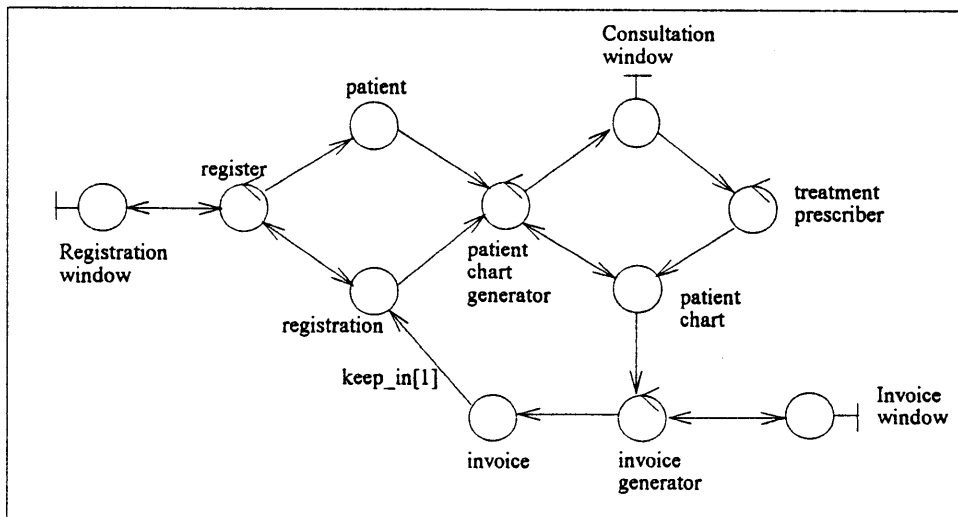 Consultation
window
patient
register
treatment
prescriber
Registration
window
patient
chart
generator
registration
patient
chart
keep_in[1]
Invoice
window
invoice
invoice
generator